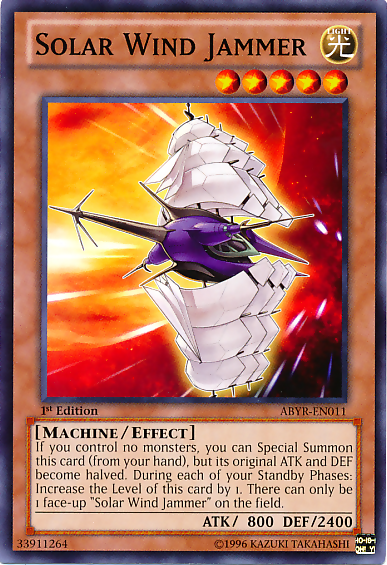 SOLAR WIND JAMMER
LIGHT
光
1st Edition
ABYR-EN011
[MACHINE / EFFECT]
If you control no monsters, you can Special Summon
this card (from your hand), but its original ATK and DEF
become halved. During each of your Standby Phases:
Increase the Level of this card by 1. There can only be
1 face-up "Solar Wind Jammer" on the field.
ATK/ 800 DEF/2400
33911264
©1996 KAZUKI TAKAHASHI